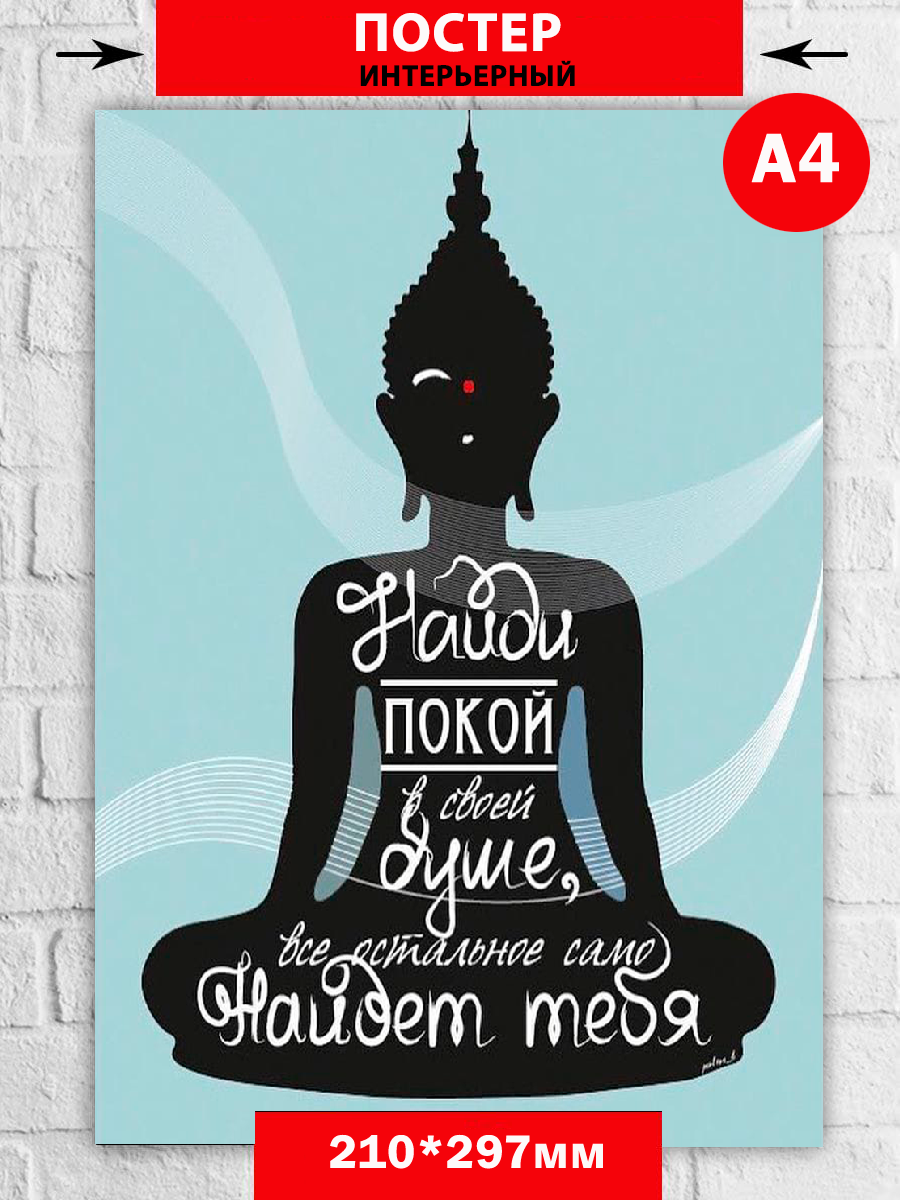 ПОСТЕР
ИНТЕРЬЕРНЫЙ
А4
Найди
ПОКОЙ
в своей
душе,
все остальное само
Найдет тебя
210*297мм